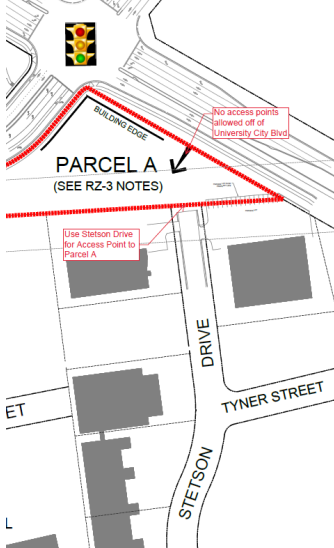 No access points
allowed off of
University City Blvd
BUILDING EDGE
PARCEL A
(SEE RZ-3 NOTES)
Use Stetson Drive
for Access Point to
Parcel A
DRIVE
TYNER STREET
ET
STETSON
L